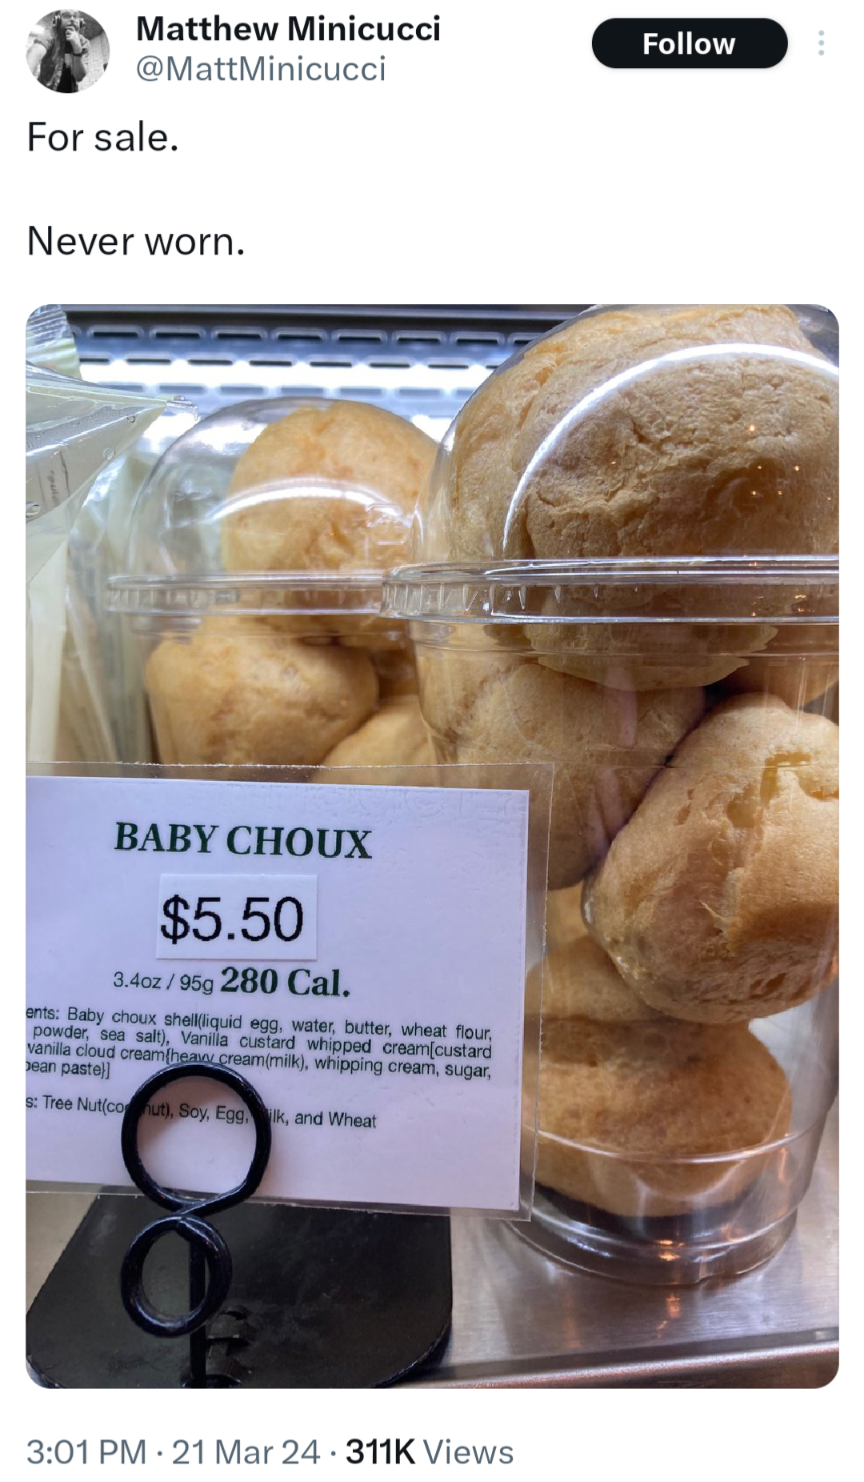 Matthew Minicucci
@MattMinicucci
Follow
For sale.
Never worn.
BABY CHOUX
$5.50
3.4oz / 95g 280 Cal.
ents: Baby choux shell(liquid egg, water, butter, wheat flour,
powder, sea salt), Vanilla custard whipped cream[custard
vanilla cloud cream{heavy cream(milk), whipping cream, sugar,
bean paste}]
s: Tree Nut(coconut), Soy, Egg, Milk, and Wheat
3:01 PM · 21 Mar 24 · 311K Views